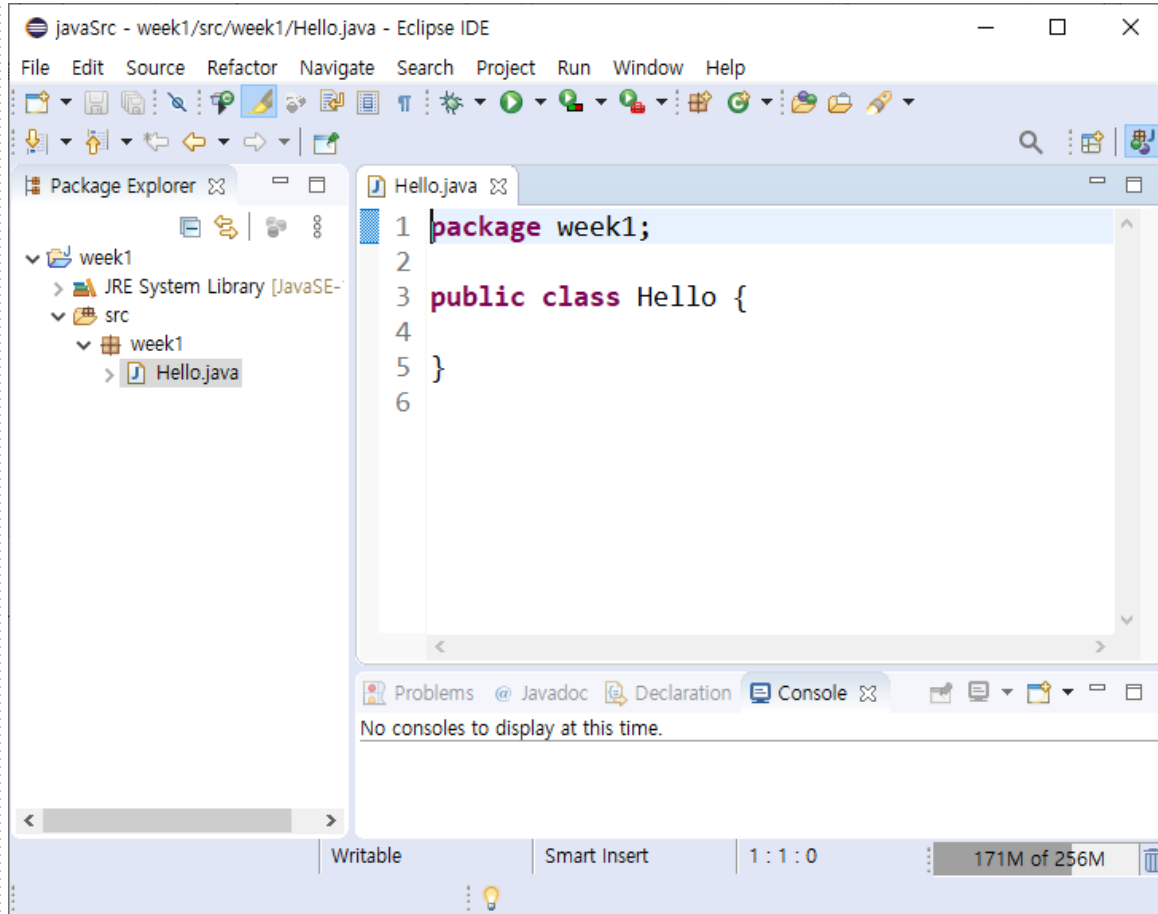 javaSrc - week1/src/week1/Hello.java - Eclipse IDE
File Edit Source Refactor Navigate Search Project Run Window Help
Package Explorer
week1
JRE System Library [JavaSE-
src
week1
Hello.java
Hello.java
1 package week1;
2
3 public class Hello {
4
5 }
6
Problems @ Javadoc Declaration Console
No consoles to display at this time.
Writable Smart Insert 1 : 1 : 0 171M of 256M